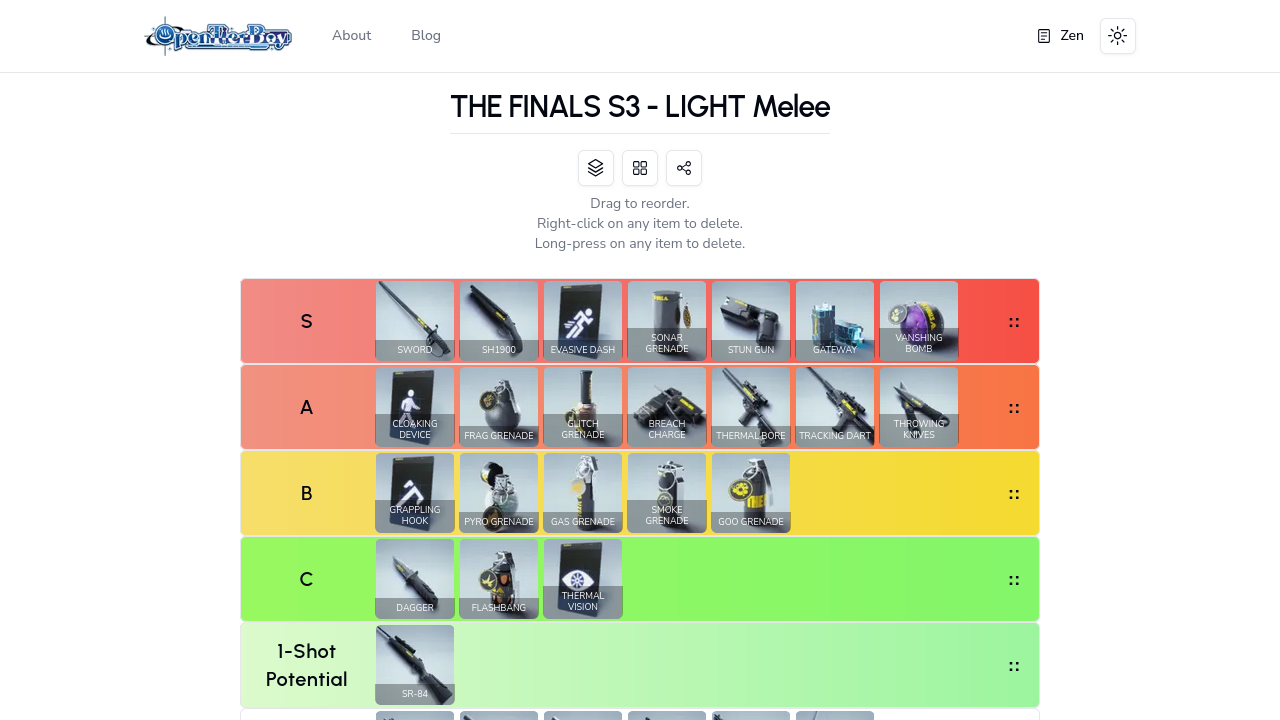 OpenTierBoy
About
Blog
Zen
THE FINALS S3 - LIGHT Melee
Drag to reorder.
Right-click on any item to delete.
Long-press on any item to delete.
S
SWORD
SH1900
EVASIVE DASH
SONAR
GRENADE
STUN GUN
GATEWAY
VANSHING
BOMB
::
A
CLOAKING
DEVICE
FRAG GRENADE
GLITCH
GRENADE
BREACH
CHARGE
THERMAL BORE
TRACKING DART
THROWING
KNIVES
::
B
GRAPPLING
HOOK
PYRO GRENADE
GAS GRENADE
SMOKE
GRENADE
GOO GRENADE
::
C
DAGGER
FLASHBANG
THERMAL
VISION
::
1-Shot
Potential
SR-84
::